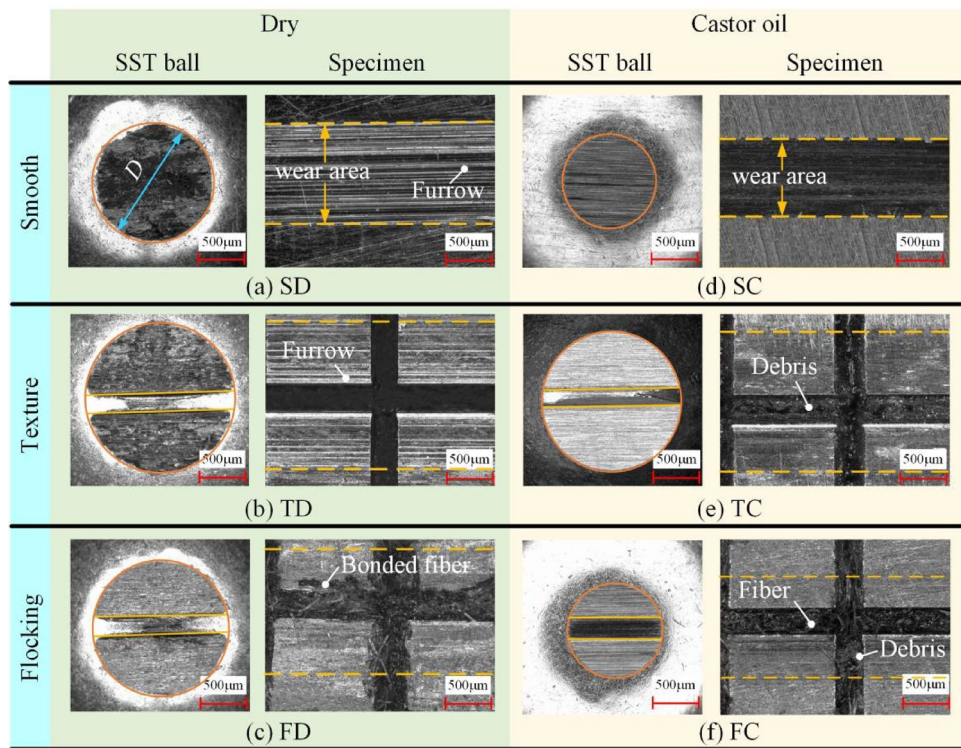 Dry
Castor oil
SST ball
Specimen
SST ball
Specimen
Smooth
D
500μm
wear area
Furrow
500μm
500μm
wear area
500μm
(a) SD
(d) SC
Texture
500μm
Furrow
500μm
500μm
Debris
500μm
(b) TD
(e) TC
Flocking
500μm
Bonded fiber
500μm
500μm
Fiber
Debris
500μm
(c) FD
(f) FC